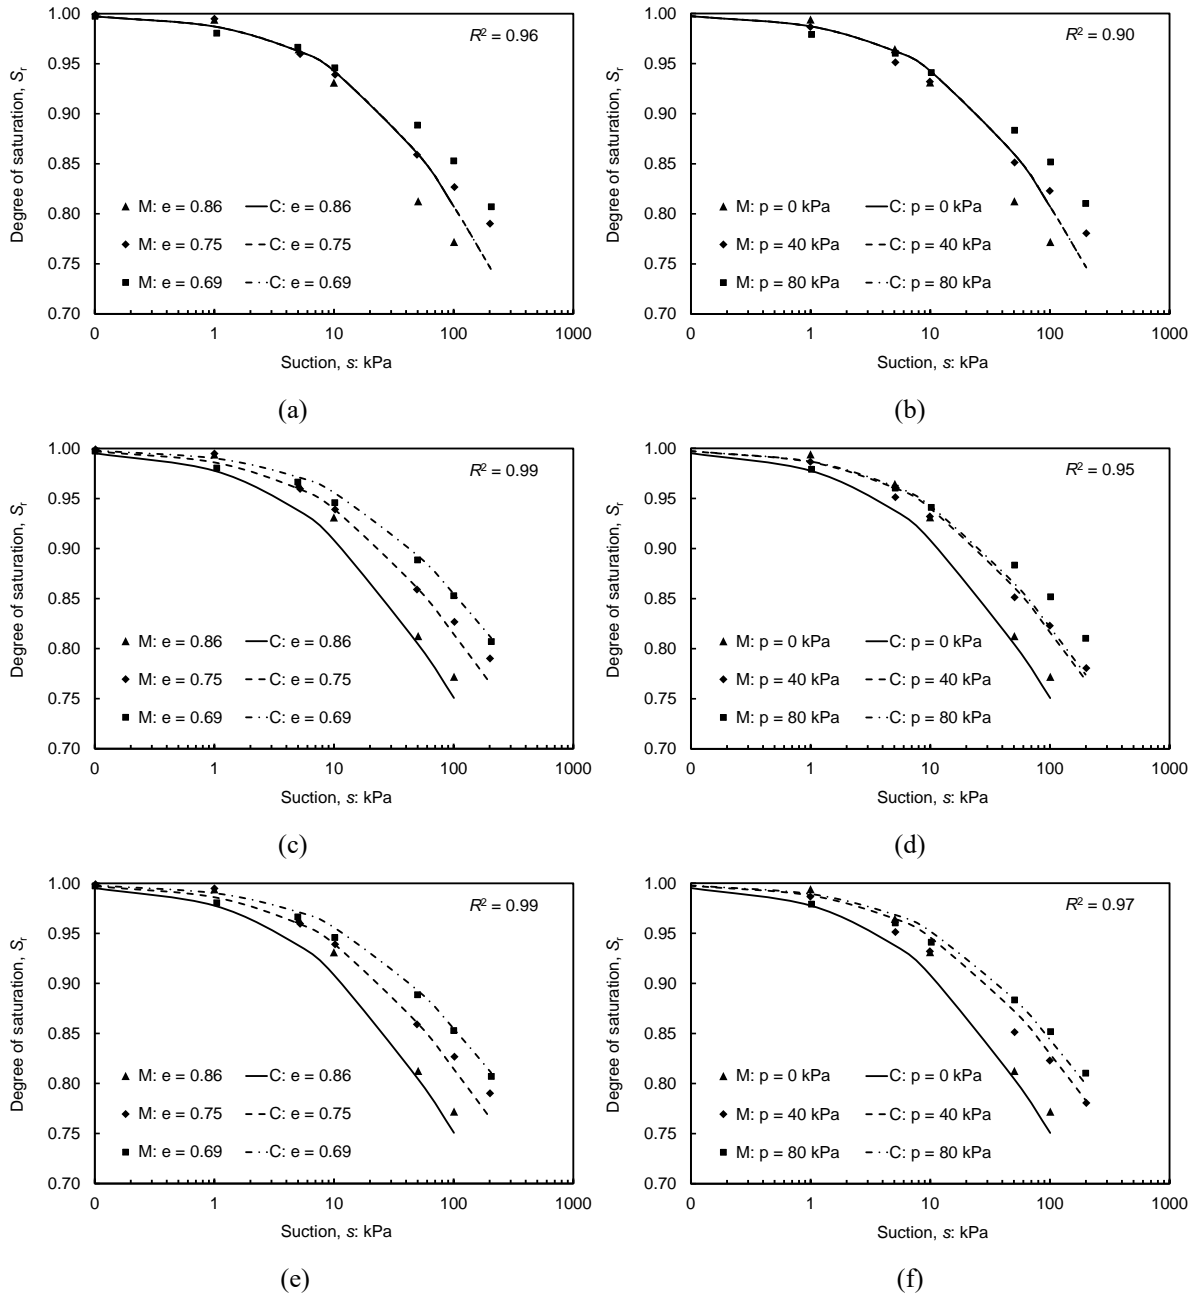 1.00
0.95
0.90
0.85
0.80
0.75
0.70
Degree of saturation, Sr
R² = 0.96
M: e = 0.86 C: e = 0.86
M: e = 0.75 C: e = 0.75
M: e = 0.69 C: e = 0.69
0 1 10 100 1000
Suction, s: kPa
(a)
1.00
0.95
0.90
0.85
0.80
0.75
0.70
Degree of saturation, Sr
R² = 0.90
M: p = 0 kPa C: p = 0 kPa
M: p = 40 kPa C: p = 40 kPa
M: p = 80 kPa C: p = 80 kPa
0 1 10 100 1000
Suction, s: kPa
(b)
1.00
0.95
0.90
0.85
0.80
0.75
0.70
Degree of saturation, Sr
R² = 0.99
M: e = 0.86 C: e = 0.86
M: e = 0.75 C: e = 0.75
M: e = 0.69 C: e = 0.69
0 1 10 100 1000
Suction, s: kPa
(c)
1.00
0.95
0.90
0.85
0.80
0.75
0.70
Degree of saturation, Sr
R² = 0.95
M: p = 0 kPa C: p = 0 kPa
M: p = 40 kPa C: p = 40 kPa
M: p = 80 kPa C: p = 80 kPa
0 1 10 100 1000
Suction, s: kPa
(d)
1.00
0.95
0.90
0.85
0.80
0.75
0.70
Degree of saturation, Sr
R² = 0.99
M: e = 0.86 C: e = 0.86
M: e = 0.75 C: e = 0.75
M: e = 0.69 C: e = 0.69
0 1 10 100 1000
Suction, s: kPa
(e)
1.00
0.95
0.90
0.85
0.80
0.75
0.70
Degree of saturation, Sr
R² = 0.97
M: p = 0 kPa C: p = 0 kPa
M: p = 40 kPa C: p = 40 kPa
M: p = 80 kPa C: p = 80 kPa
0 1 10 100 1000
Suction, s: kPa
(f)